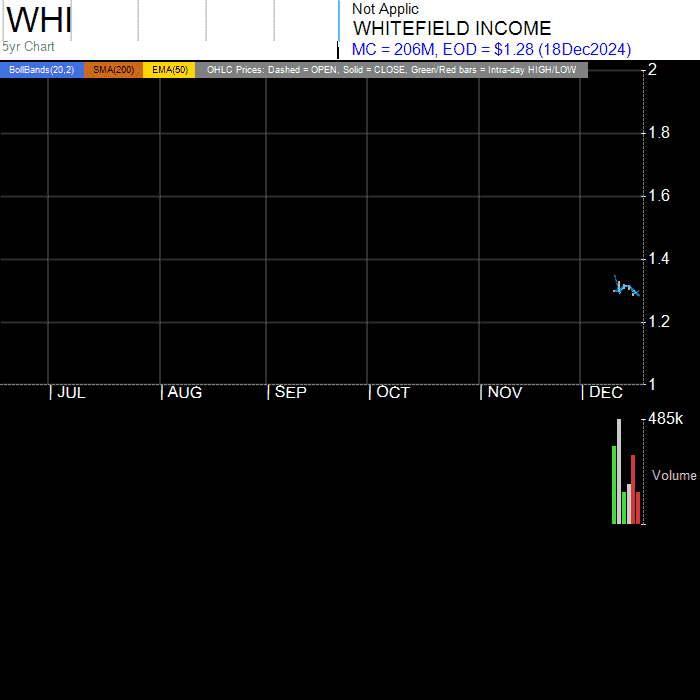 WHI
5yr Chart
Not Applic
WHITEFIELD INCOME
MC = 206M, EOD = $1.28 (18Dec2024)
BollBands(20,2) SMA(200) EMA(50) OHLC Prices: Dashed = OPEN, Solid = CLOSE, Green/Red bars = Intra-day HIGH/LOW
2
1.8
1.6
1.4
1.2
1
JUL AUG SEP OCT NOV DEC
485k
Volume